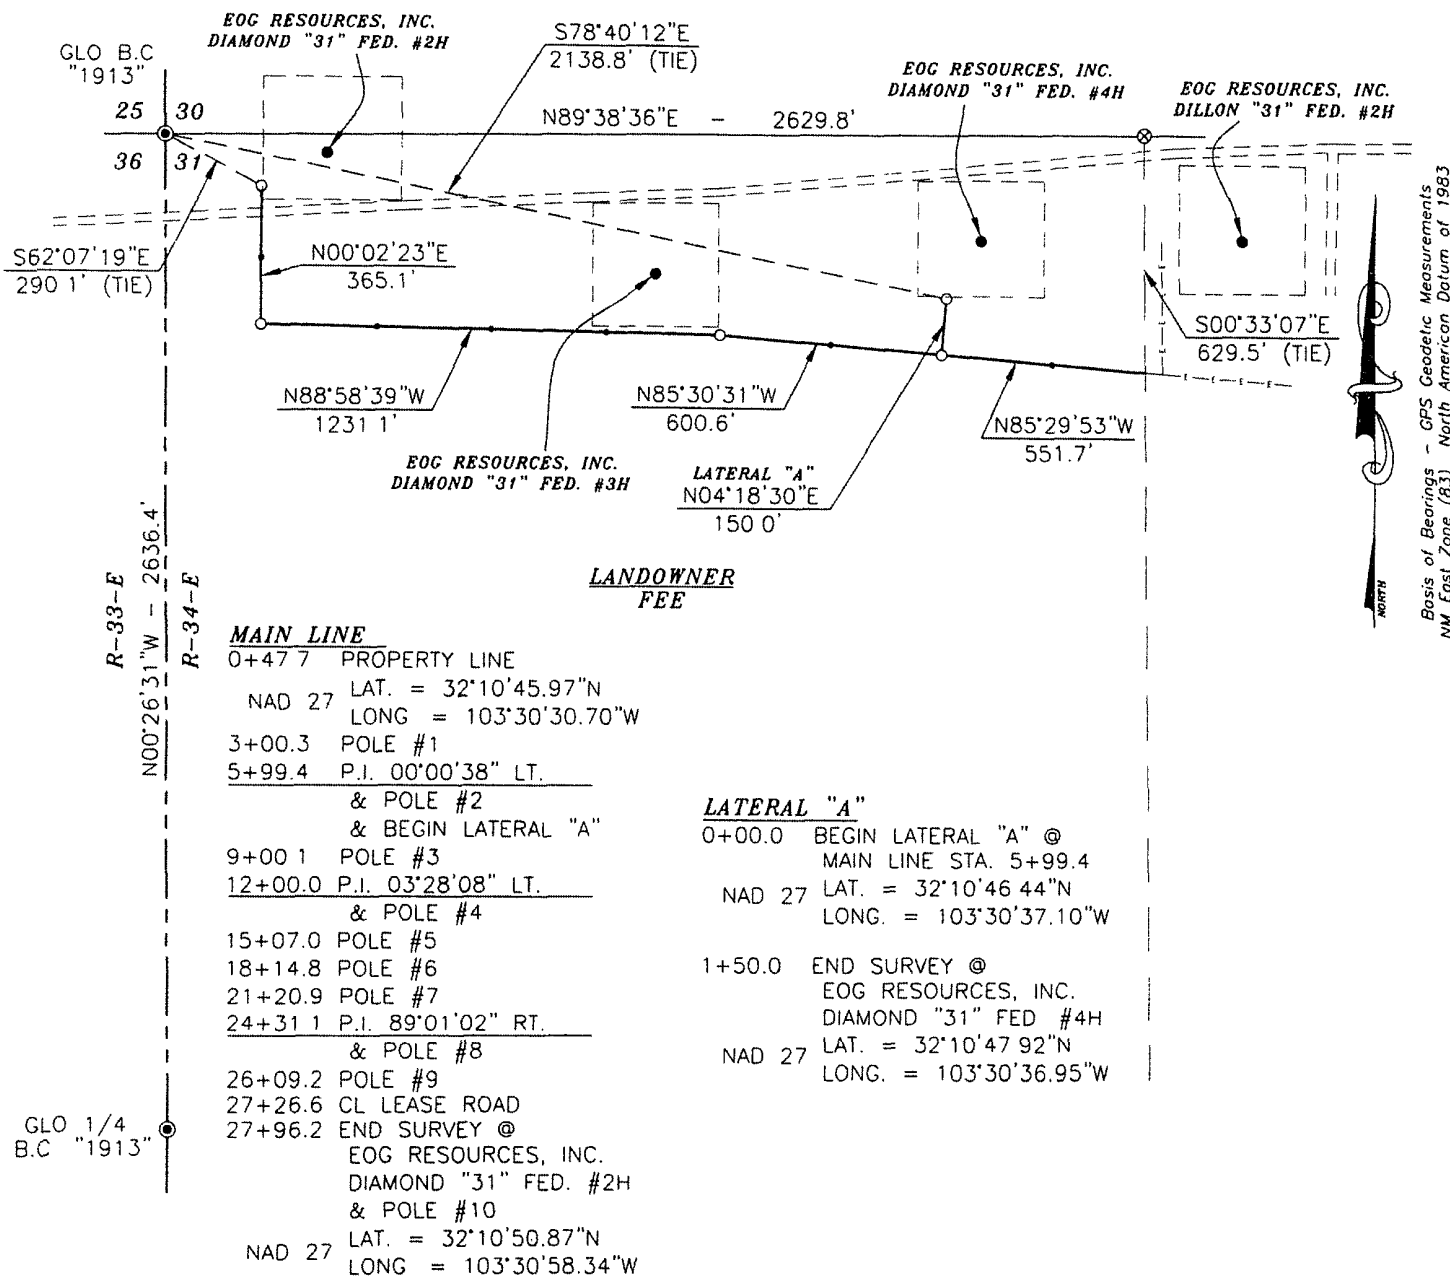 EOG RESOURCES, INC.
DIAMOND "31" FED. #2H
GLO B.C
"1913"
25 30
36 31
S78°40'12"E
2138.8' (TIE)
N89°38'36"E - 2629.8'
EOG RESOURCES, INC.
DIAMOND "31" FED. #4H
EOG RESOURCES, INC.
DILLON "31" FED. #2H
S62°07'19"E
290 1' (TIE)
N00°02'23"E
365.1'
S00°33'07"E
629.5' (TIE)
N88°58'39"W
1231 1'
N85°30'31"W
600.6'
N85°29'53"W
551.7'
EOG RESOURCES, INC.
DIAMOND "31" FED. #3H
LATERAL "A"
N04°18'30"E
150 0'
NORTH
Basis of Bearings - GPS Geodetic Measurements
NM East Zone (83) North American Datum of 1983
R-33-E
N00°26'31"W - 2636.4'
R-34-E
LANDOWNER
FEE
MAIN LINE
0+47 7 PROPERTY LINE
NAD 27 LAT. = 32°10'45.97"N
LONG = 103°30'30.70"W
3+00.3 POLE #1
5+99.4 P.I. 00°00'38" LT.
& POLE #2
& BEGIN LATERAL "A"
9+00 1 POLE #3
12+00.0 P.I. 03°28'08" LT.
& POLE #4
15+07.0 POLE #5
18+14.8 POLE #6
21+20.9 POLE #7
24+31 1 P.I. 89°01'02" RT.
& POLE #8
26+09.2 POLE #9
27+26.6 CL LEASE ROAD
27+96.2 END SURVEY @
EOG RESOURCES, INC.
DIAMOND "31" FED. #2H
& POLE #10
NAD 27 LAT. = 32°10'50.87"N
LONG = 103°30'58.34"W
LATERAL "A"
0+00.0 BEGIN LATERAL "A" @
MAIN LINE STA. 5+99.4
NAD 27 LAT. = 32°10'46 44"N
LONG. = 103°30'37.10"W
1+50.0 END SURVEY @
EOG RESOURCES, INC.
DIAMOND "31" FED #4H
NAD 27 LAT. = 32°10'47 92"N
LONG. = 103°30'36.95"W
GLO 1/4
B.C "1913"